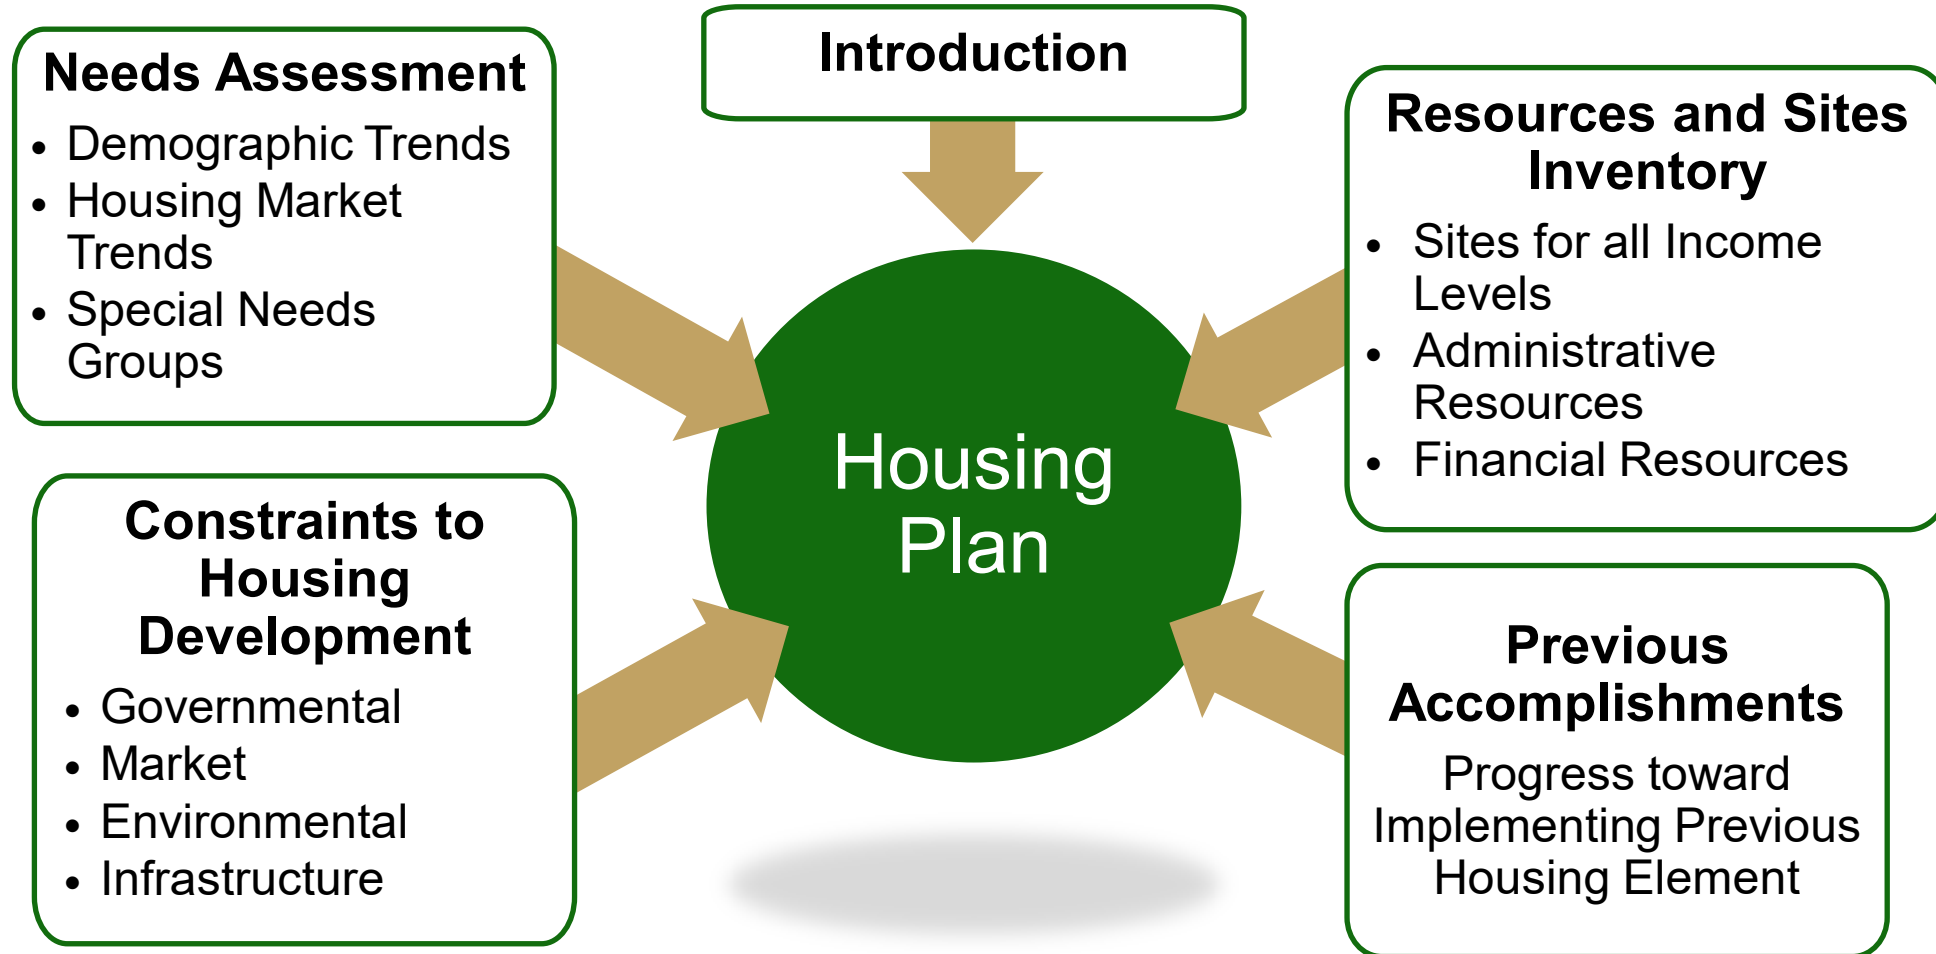 Introduction
Needs Assessment
• Demographic Trends
• Housing Market
Trends
• Special Needs
Groups
Resources and Sites
Inventory
• Sites for all Income
Levels
• Administrative
Resources
• Financial Resources
Housing
Plan
Constraints to
Housing
Development
• Governmental
• Market
• Environmental
• Infrastructure
Previous
Accomplishments
Progress toward
Implementing Previous
Housing Element